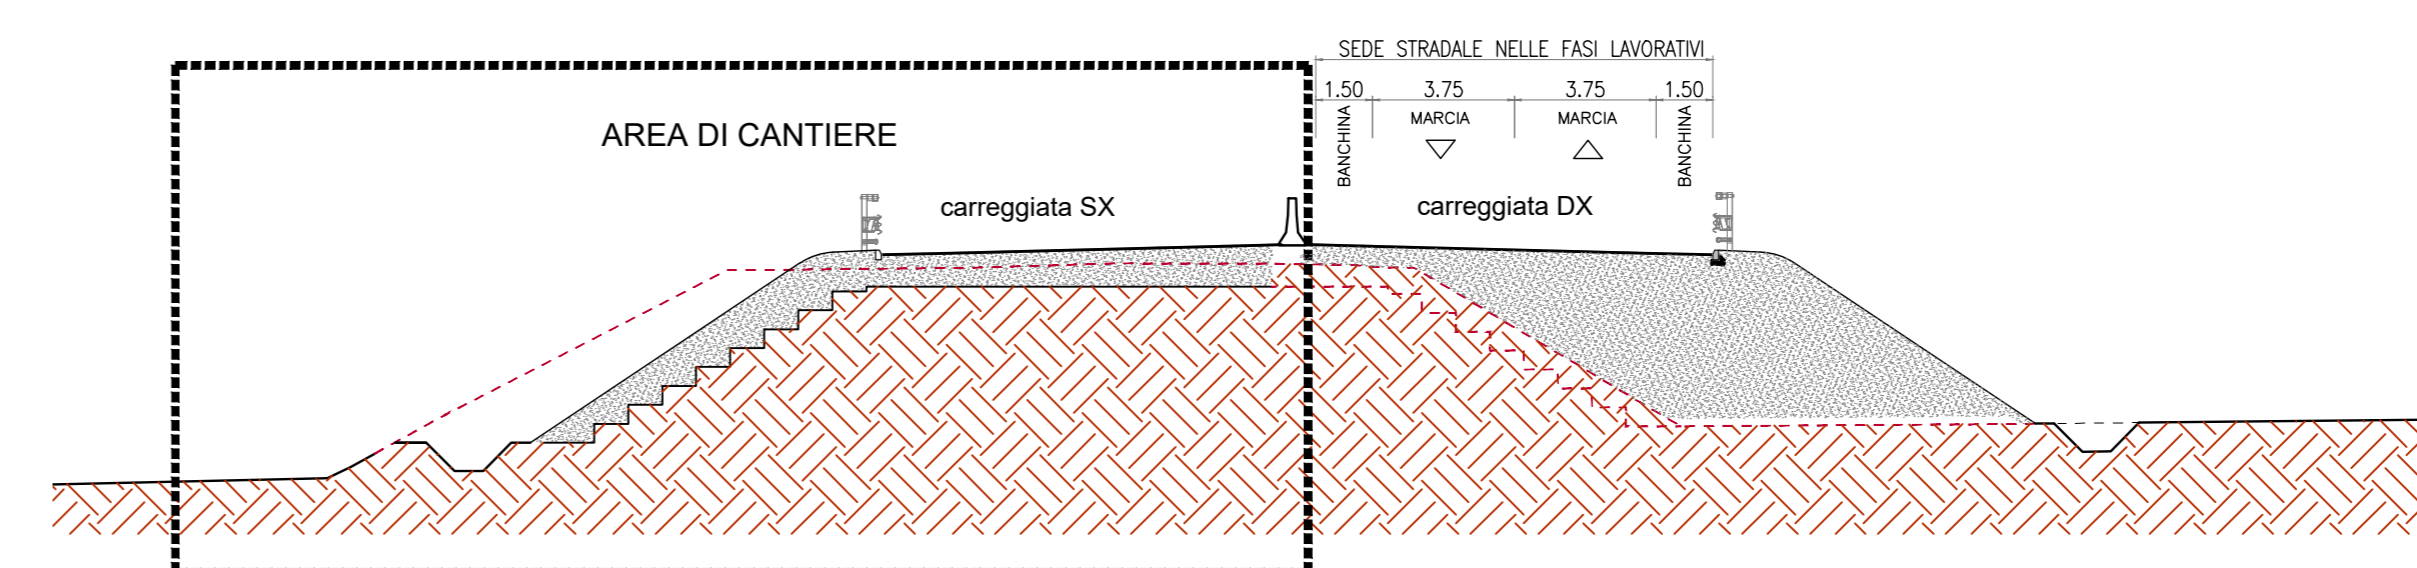 SEDE STRADALE NELLE FASI LAVORATIVI
1.50 3.75 3.75 1.50
BANCHINA MARCIA MARCIA BANCHINA
AREA DI CANTIERE
carreggiata SX carreggiata DX